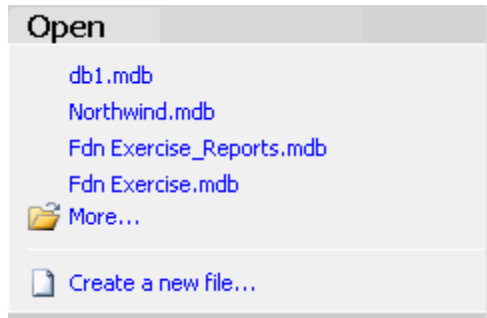 Open
db1.mdb
Northwind.mdb
Fdn Exercise_Reports.mdb
Fdn Exercise.mdb
More...
Create a new file...